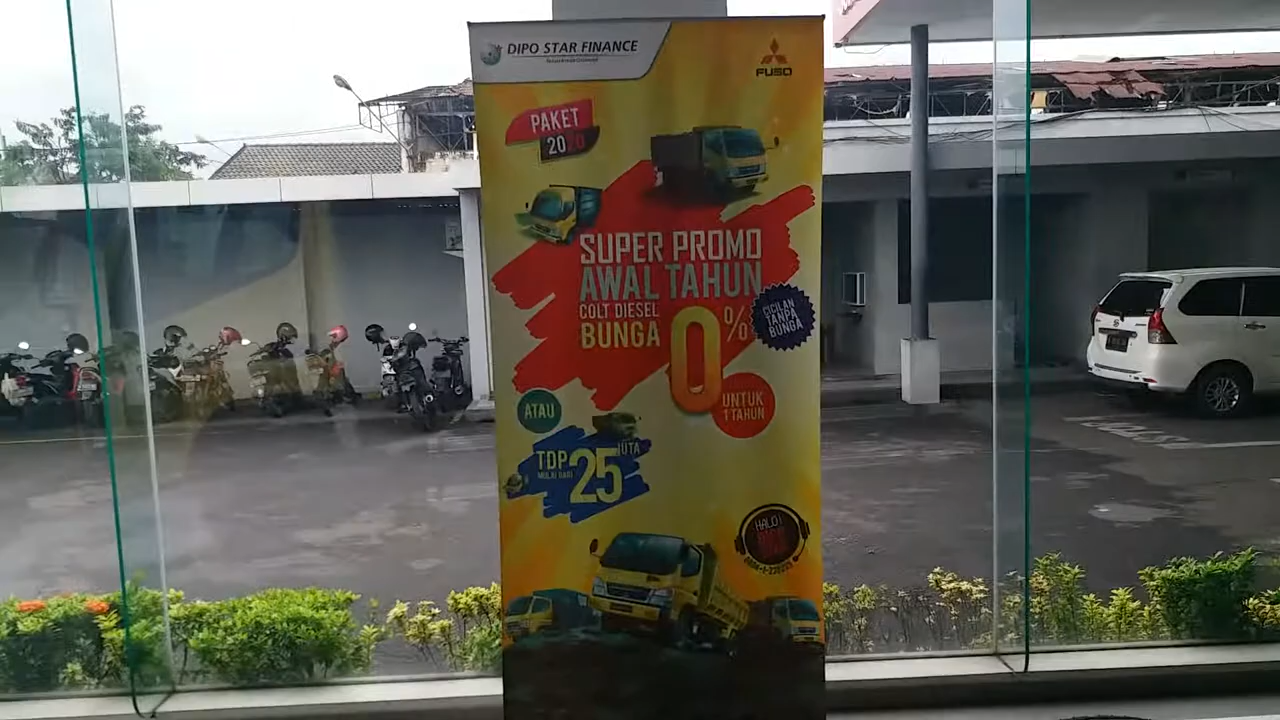 DIPO STAR FINANCE
FUSO
PAKET
2020
SUPER PROMO
AWAL TAHUN
COLT DIESEL
BUNGA 0%
CICILAN
TANPA
BUNGA
UNTUK
1 TAHUN
ATAU
TDP
MULAI DARI
25
JUTA
HALO!